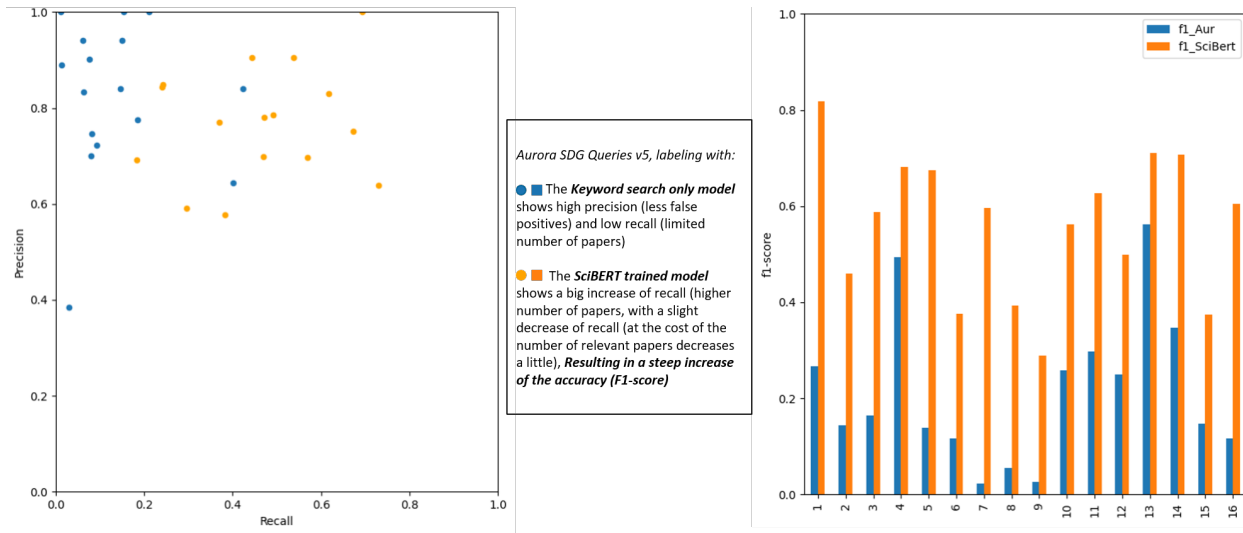 1.0
0.8
0.6
0.4
0.2
0.0
Precision
0.0 0.2 0.4 0.6 0.8 1.0
Recall
Aurora SDG Queries v5, labeling with:
The Keyword search only model
shows high precision (less false
positives) and low recall (limited
number of papers)
The SciBERT trained model
shows a big increase of recall (higher
number of papers, with a slight
decrease of recall (at the cost of the
number of relevant papers decreases
a little), Resulting in a steep increase
of the accuracy (F1-score)
1.0
0.8
0.6
0.4
0.2
0.0
f1-score
f1_Aur
f1_SciBert
1 2 3 4 5 6 7 8 9 10 11 12 13 14 15 16